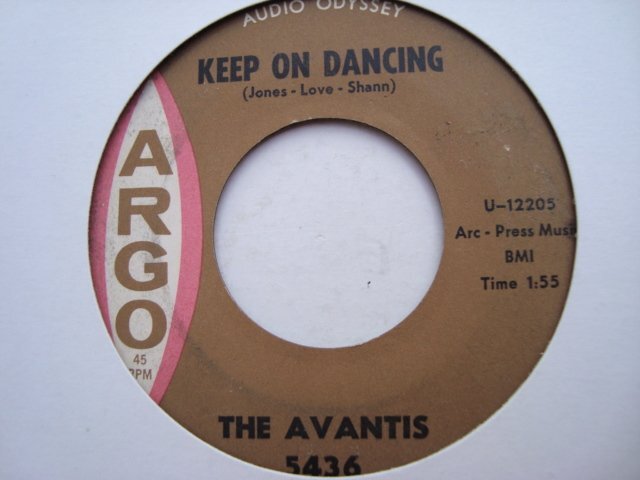 AUDIO ODYSSEY
KEEP ON DANCING
(Jones - Love - Shann)
ARGO
45
RPM
U-12205
Arc - Press Music
BMI
Time 1:55
THE AVANTIS
5436